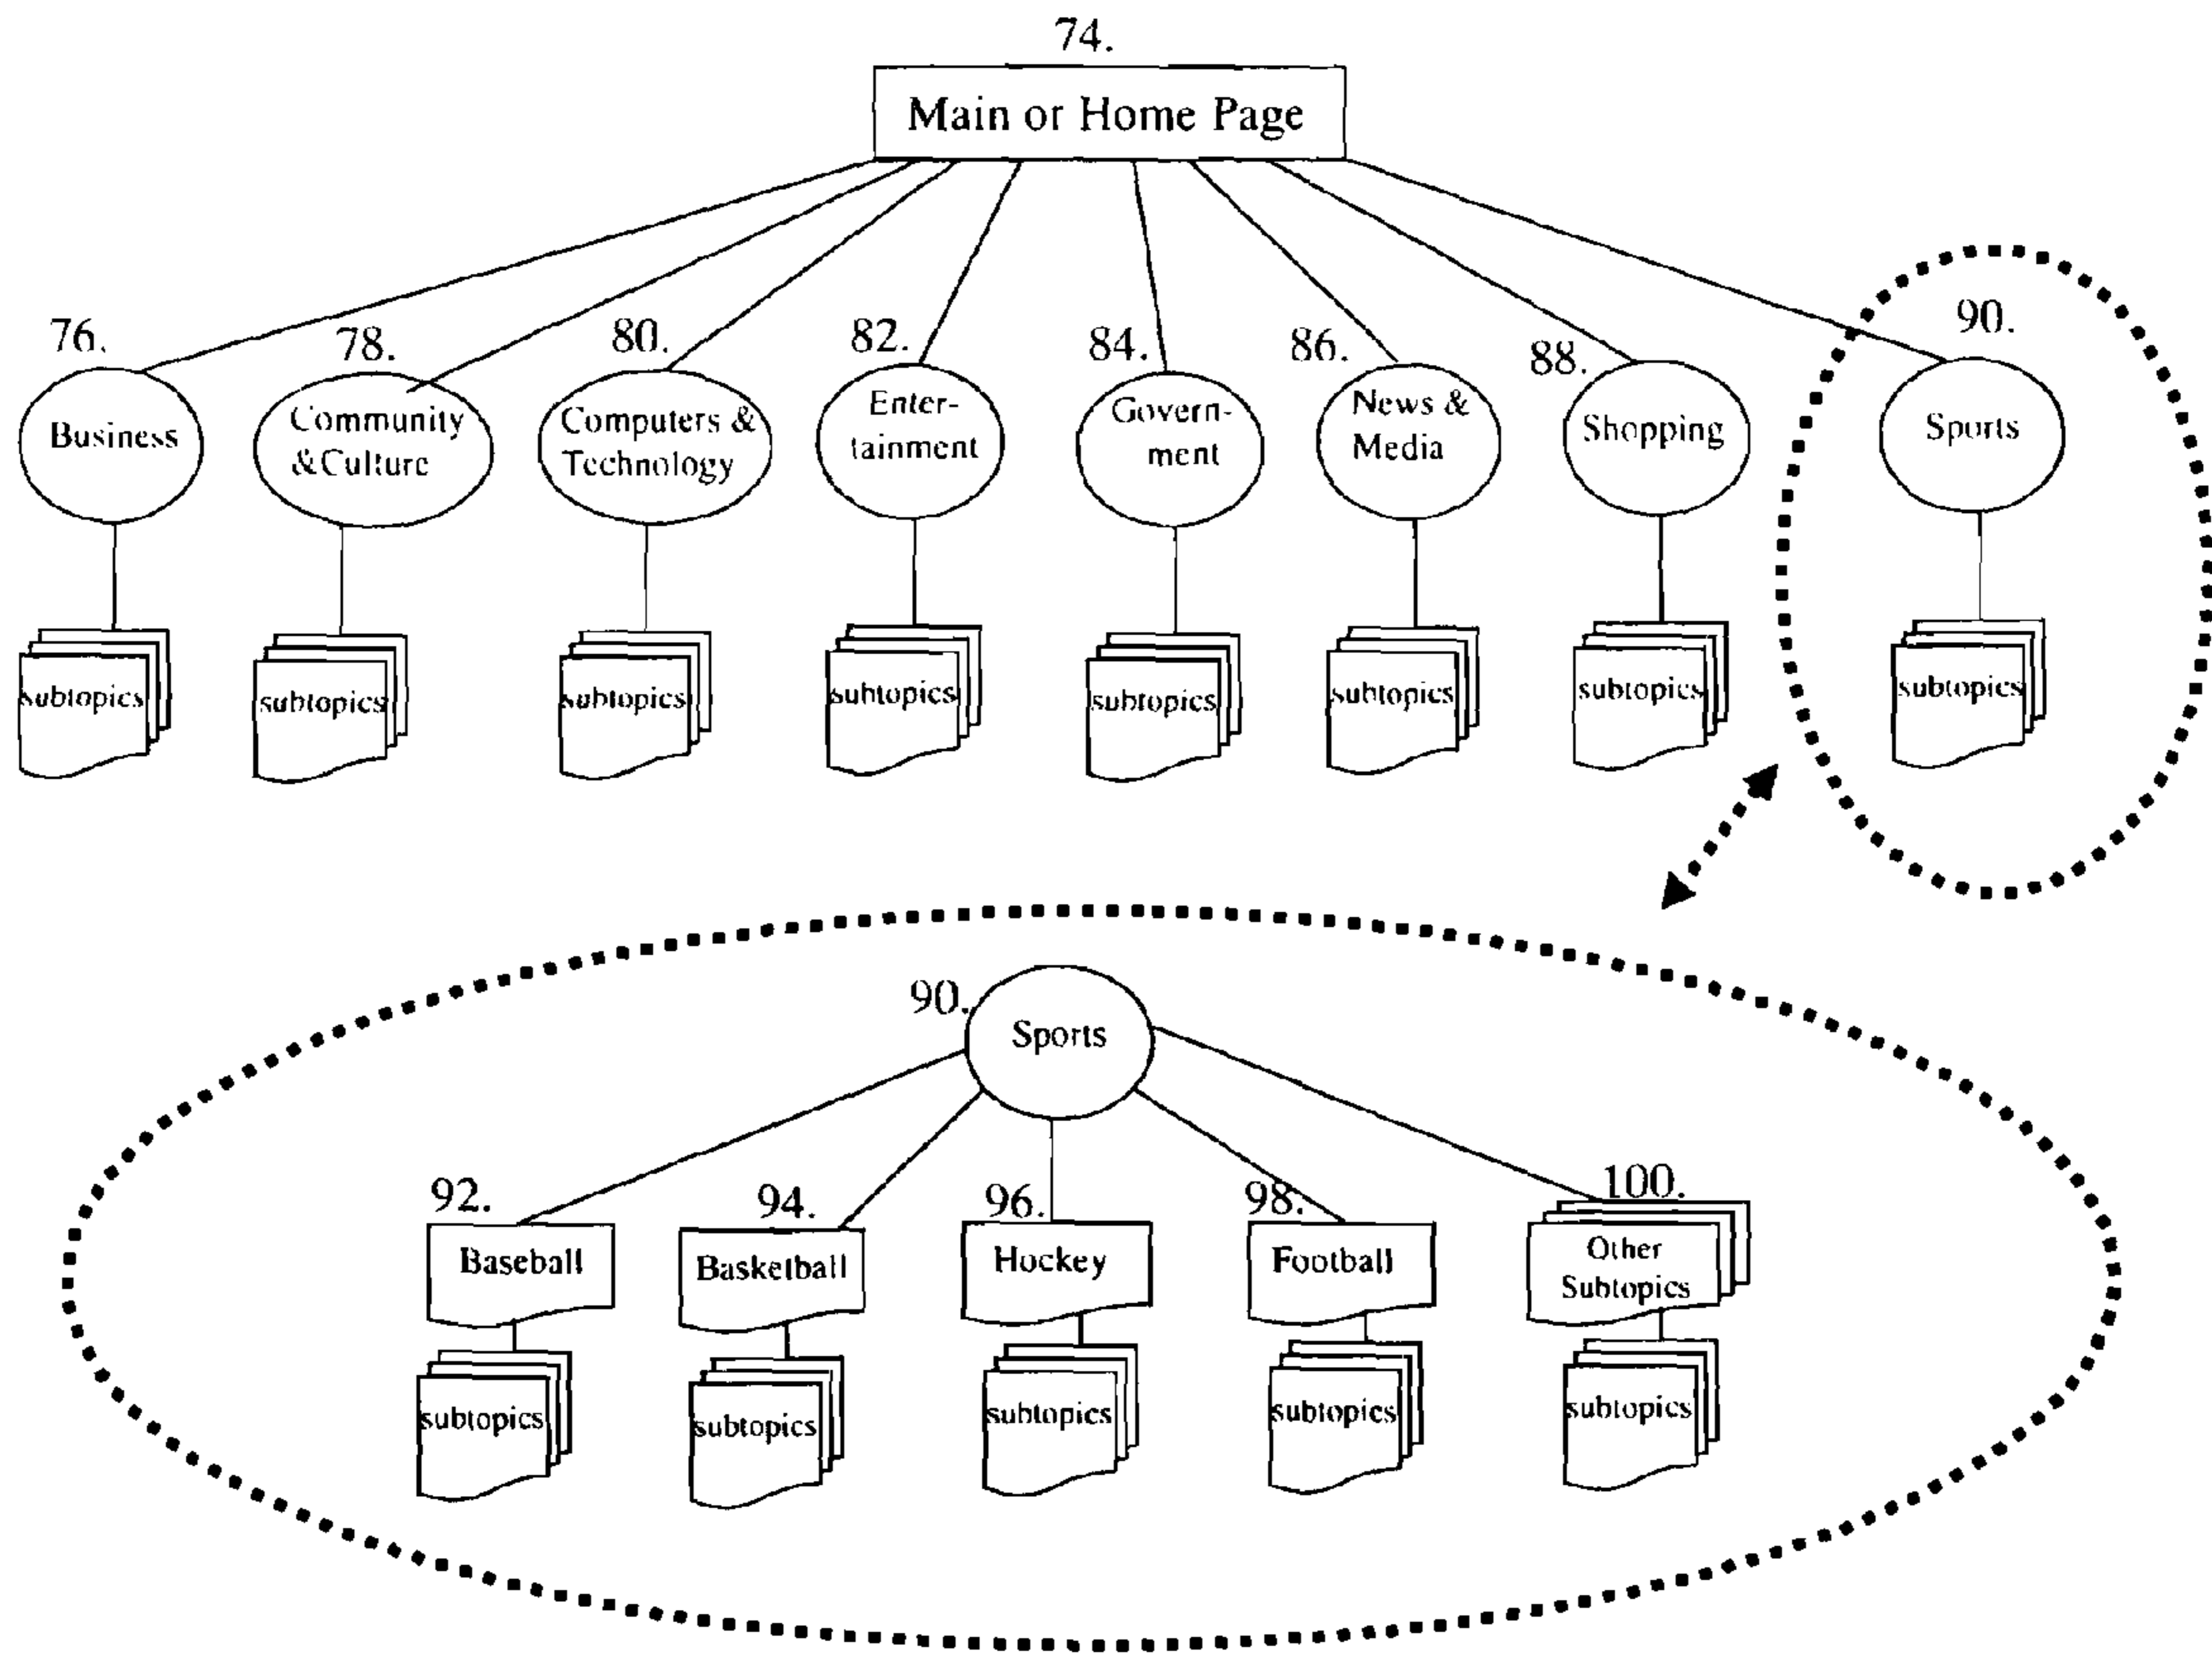 74.
Main or Home Page
76.
78.
80.
82.
84.
86.
88.
90.
Business
Community
&Culture
Computers &
Technology
Enter-
tainment
Govern-
ment
News &
Media
Shopping
Sports
subtopics
subtopics
subtopics
subtopics
subtopics
subtopics
subtopics
subtopics
90.
Sports
92.
94.
96.
98.
100.
Baseball
Basketball
Hockey
Football
Other
Subtopics
subtopics
subtopics
subtopics
subtopics
subtopics